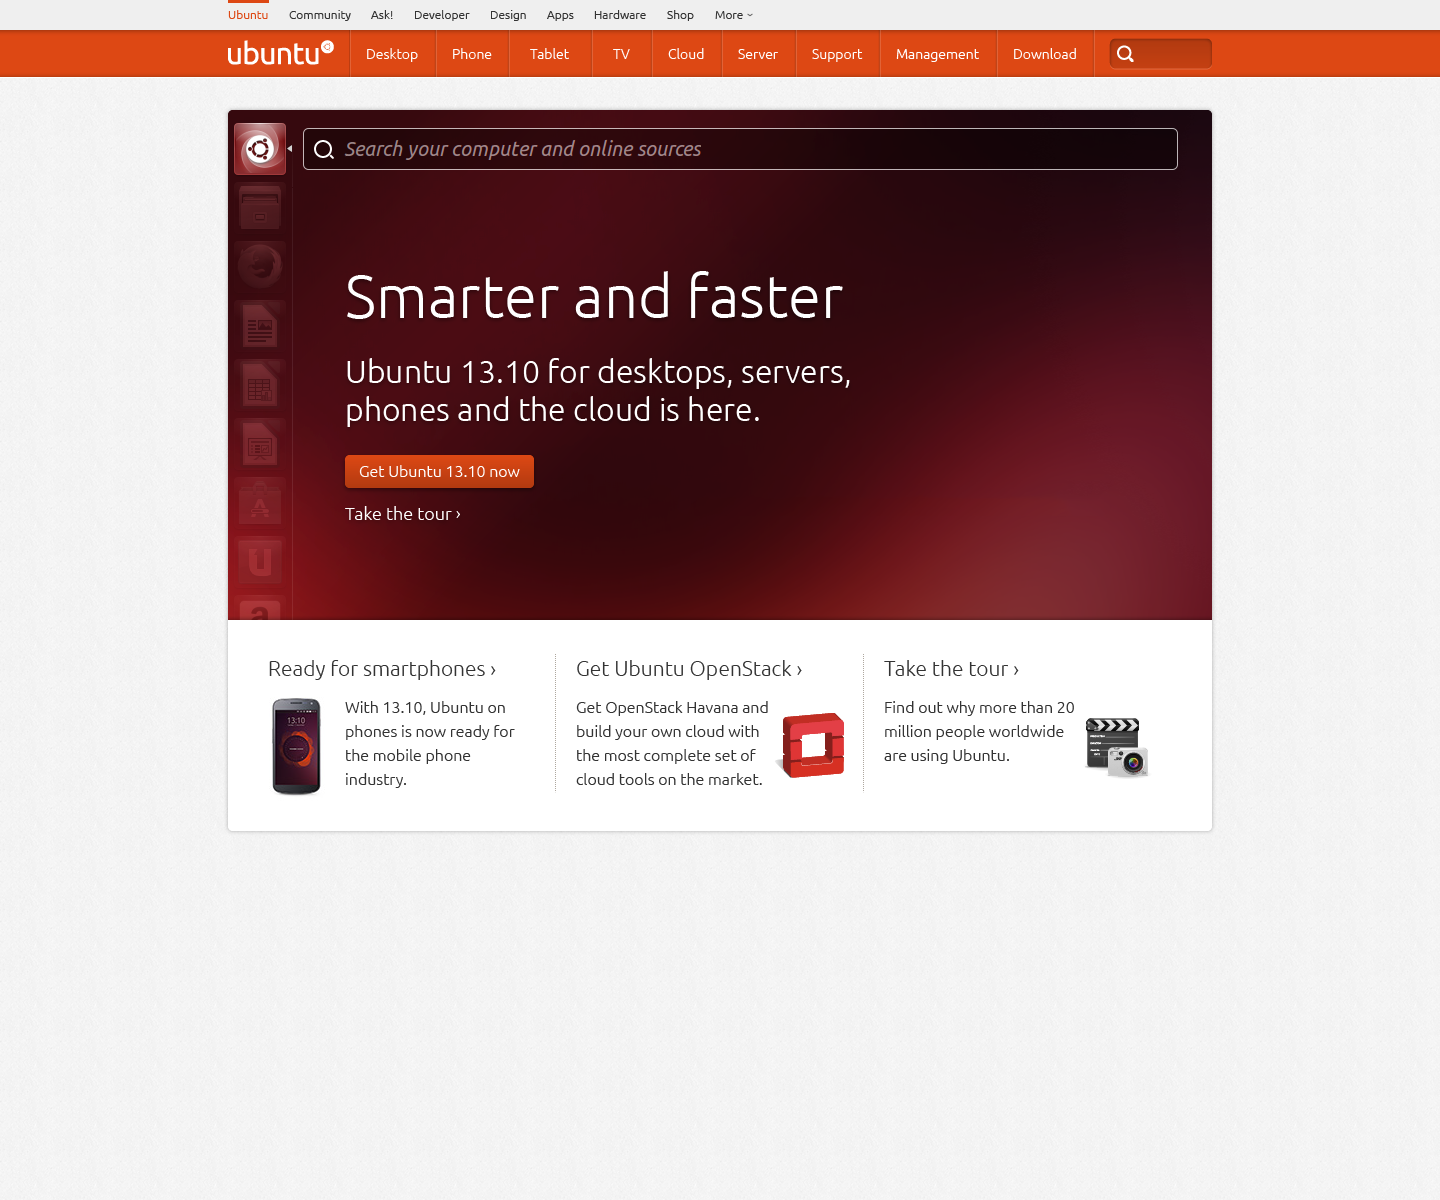 Ubuntu Community Ask! Developer Design Apps Hardware Shop More
ubuntu Desktop Phone Tablet TV Cloud Server Support Management Download
Search your computer and online sources
Smarter and faster
Ubuntu 13.10 for desktops, servers,
phones and the cloud is here.
Get Ubuntu 13.10 now
Take the tour ›
Ready for smartphones ›
13:10
With 13.10, Ubuntu on
phones is now ready for
the mobile phone
industry.
Get Ubuntu OpenStack ›
Get OpenStack Havana and
build your own cloud with
the most complete set of
cloud tools on the market.
Take the tour ›
Find out why more than 20
million people worldwide
are using Ubuntu.